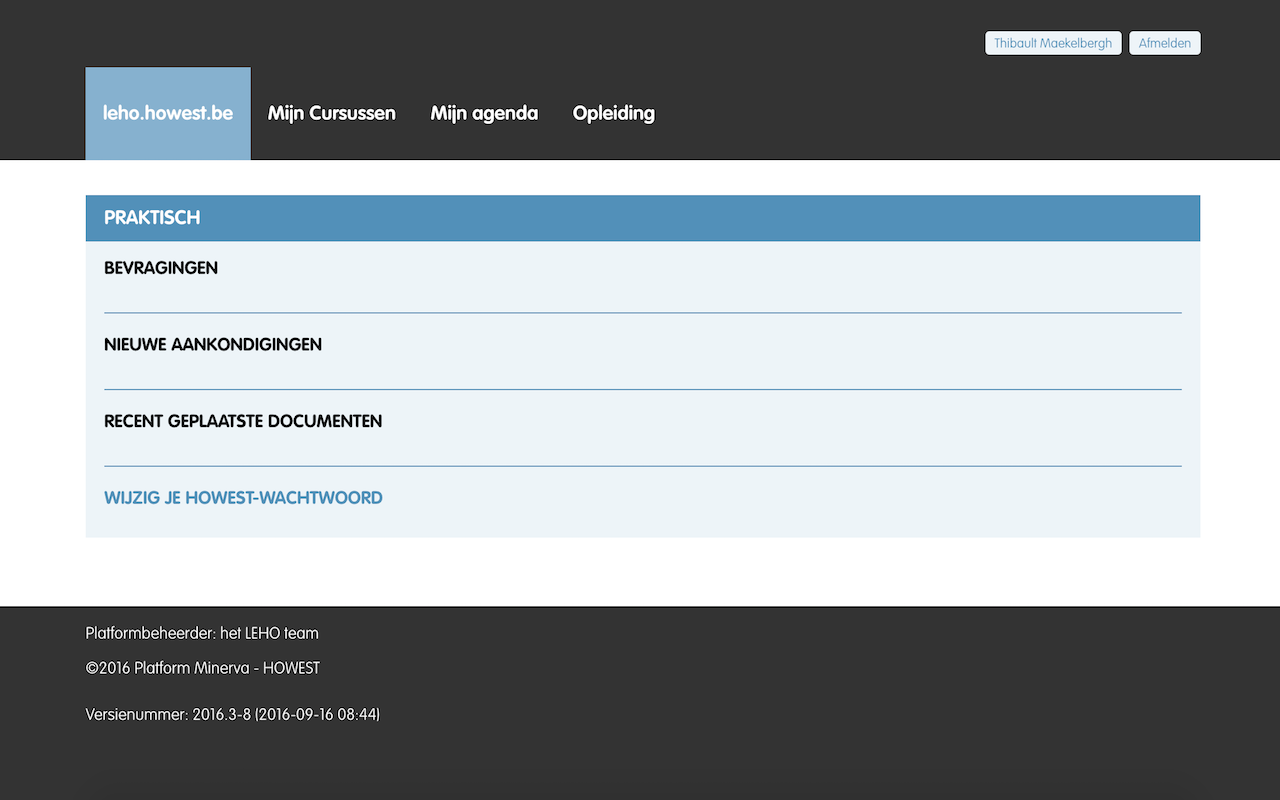 Thibault Maekelbergh Afmelden
leho.howest.be Mijn Cursussen Mijn agenda Opleiding
PRAKTISCH
BEVRAGINGEN
NIEUWE AANKONDIGINGEN
RECENT GEPLAATSTE DOCUMENTEN
WIJZIG JE HOWEST-WACHTWOORD
Platformbeheerder: het LEHO team
©2016 Platform Minerva - HOWEST
Versienummer: 2016.3-8 (2016-09-16 08:44)